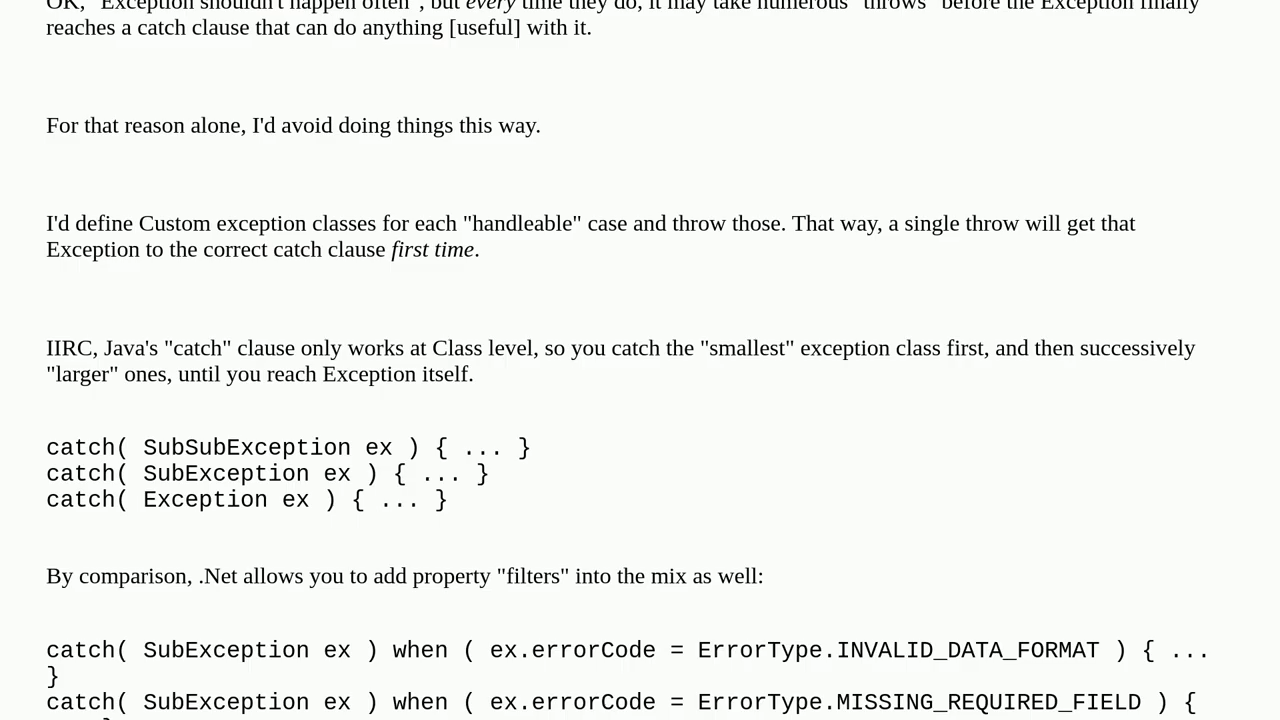 OK, "Exception shouldn't happen often", but every time they do, it may take numerous "throws" before the Exception finally
reaches a catch clause that can do anything [useful] with it.
For that reason alone, I'd avoid doing things this way.
I'd define Custom exception classes for each "handleable" case and throw those. That way, a single throw will get that
Exception to the correct catch clause first time.
IIRC, Java's "catch" clause only works at Class level, so you catch the "smallest" exception class first, and then successively
"larger" ones, until you reach Exception itself.
catch( SubSubException ex ) { ... }
catch( SubException ex ) { ... }
catch( Exception ex ) { ... }
By comparison, .Net allows you to add property "filters" into the mix as well:
catch( SubException ex ) when ( ex.errorCode = ErrorType.INVALID_DATA_FORMAT ) { ...
}
catch( SubException ex ) when ( ex.errorCode = ErrorType.MISSING_REQUIRED_FIELD ) {